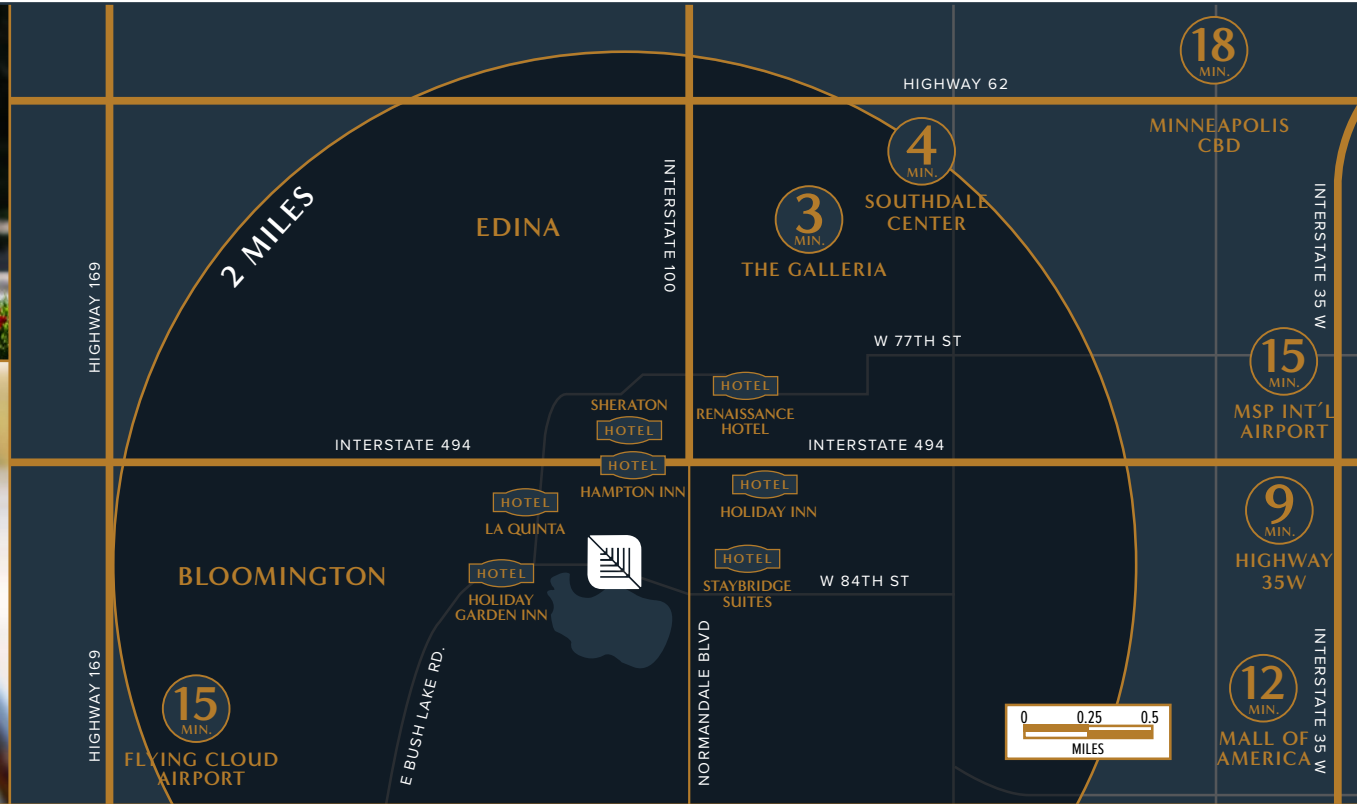 18
MIN.
MINNEAPOLIS
CBD
HIGHWAY 62
4
MIN.
SOUTHDALE
CENTER
3
MIN.
THE GALLERIA
2 MILES
EDINA
INTERSTATE 100
HIGHWAY 169
INTERSTATE 35 W
W 77TH ST
15
MIN.
MSP INT'L
AIRPORT
SHERATON
HOTEL
HOTEL
RENAISSANCE
HOTEL
INTERSTATE 494
INTERSTATE 494
HOTEL
HAMPTON INN
HOTEL
HOLIDAY INN
HOTEL
LA QUINTA
9
MIN.
HIGHWAY
35W
BLOOMINGTON
HOTEL
HOLIDAY
GARDEN INN
HOTEL
STAYBRIDGE
SUITES
W 84TH ST
HIGHWAY 169
E BUSH LAKE RD.
NORMANDALE BLVD
INTERSTATE 35 W
15
MIN.
FLYING CLOUD
AIRPORT
12
MIN.
MALL OF
AMERICA
0 0.25 0.5
MILES